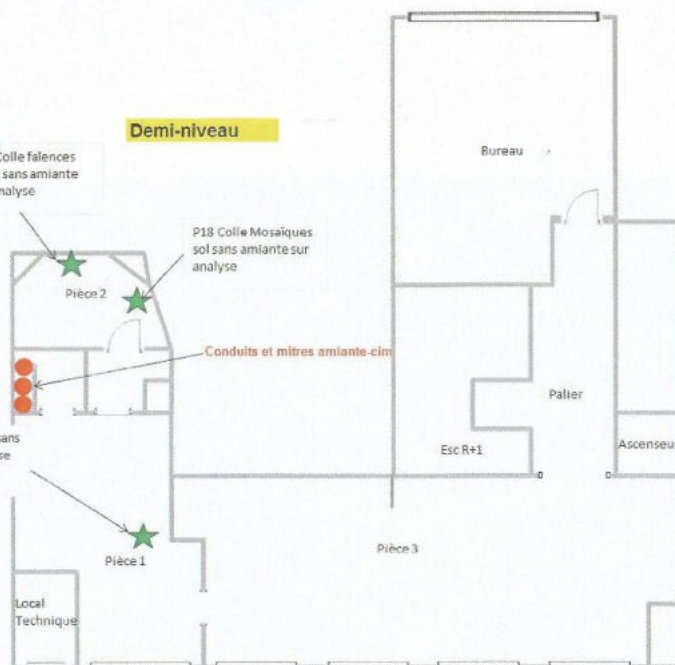 Demi-niveau
Colle faïences
sans amiante
nalyse
Bureau
P18 Colle Mosaïques
sol sans amiante sur
analyse
Pièce 2
Conduits et mitres amiante-cim
Palier
sans
se
Esc R+1
Ascenseu
Pièce 3
Pièce 1
Local
Technique